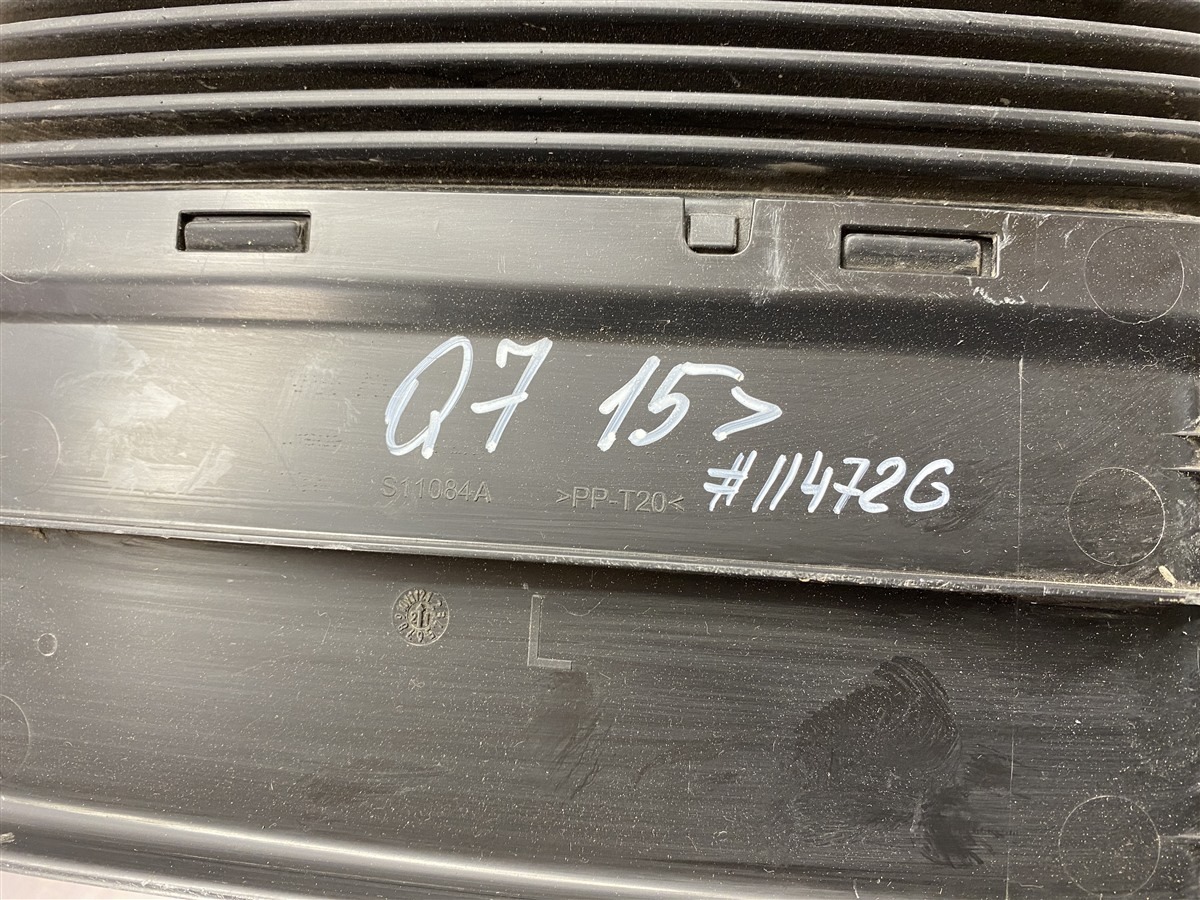 Q7 15>
#11472G
S11084A >PP-T20<
L